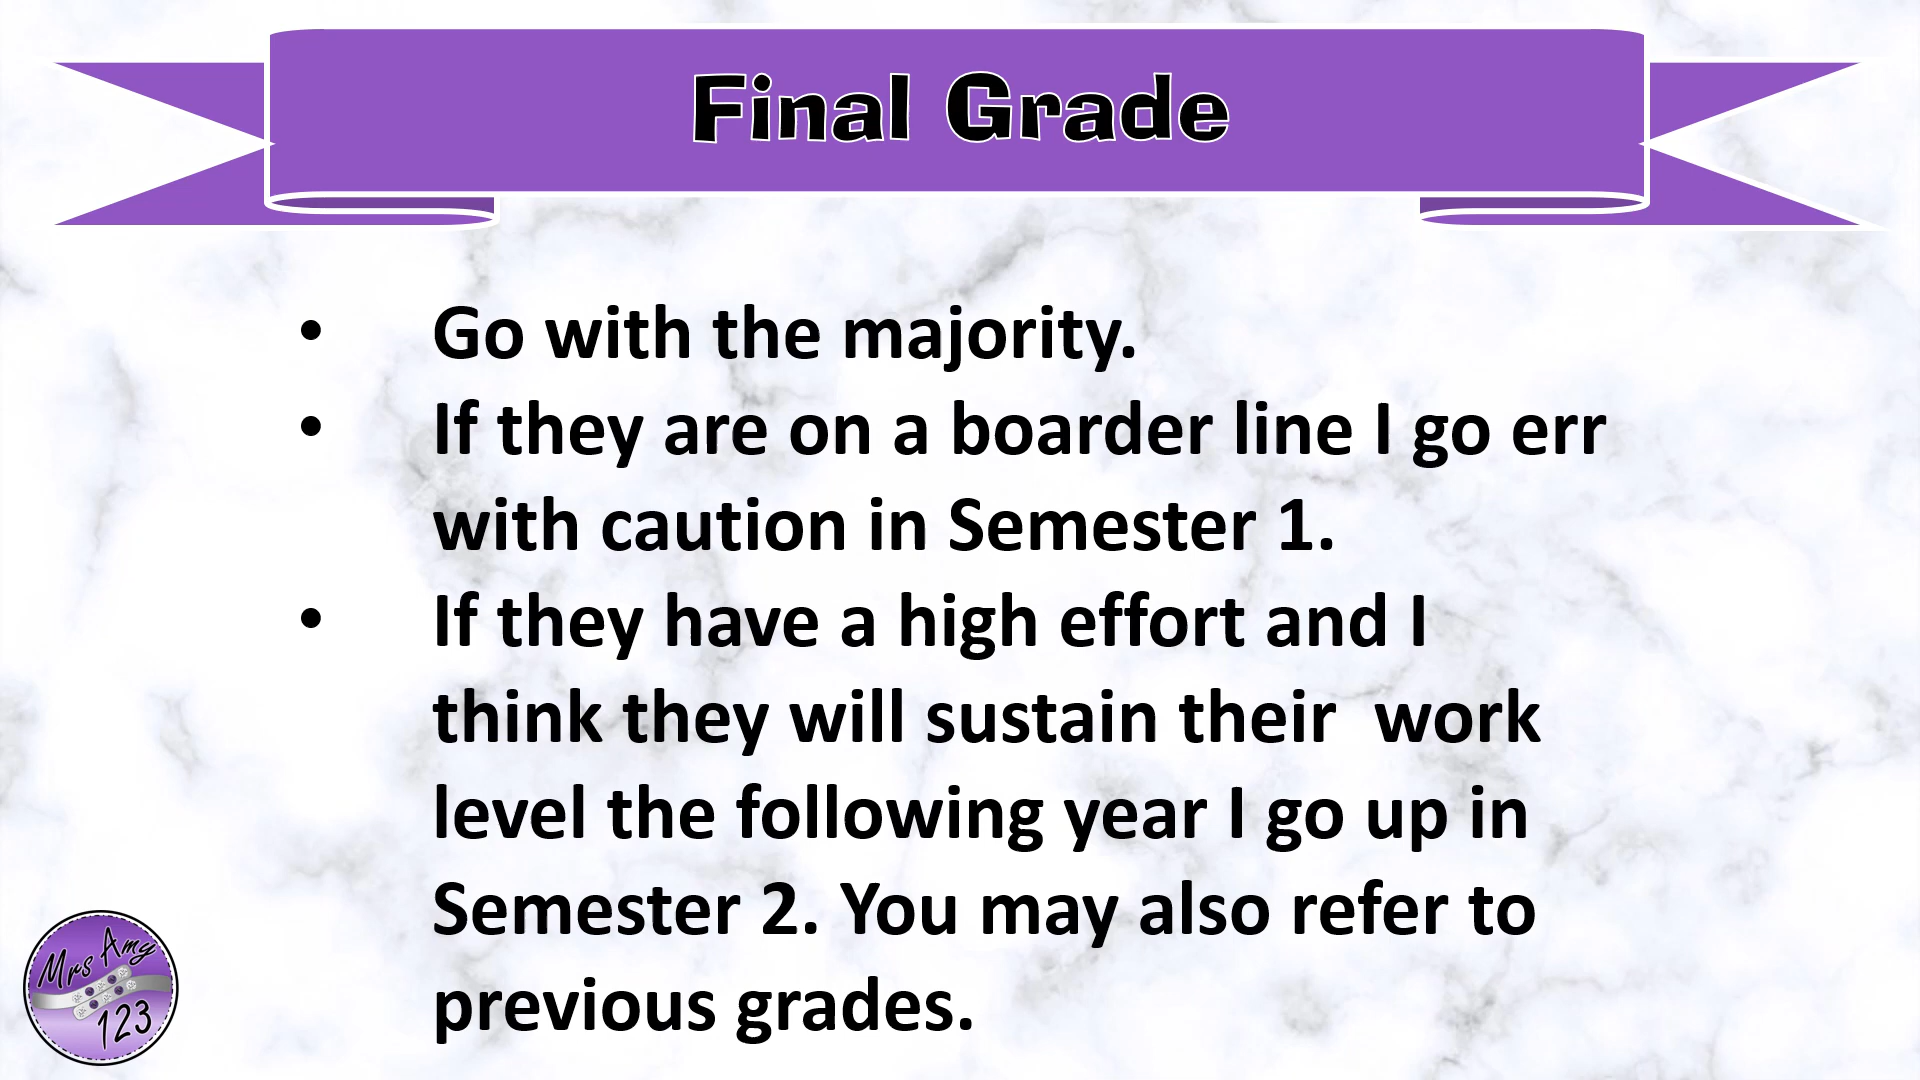 Final Grade
• Go with the majority.
• If they are on a boarder line I go err
with caution in Semester 1.
• If they have a high effort and I
think they will sustain their  work
level the following year I go up in
Semester 2. You may also refer to
previous grades.
Mrs Amy
123